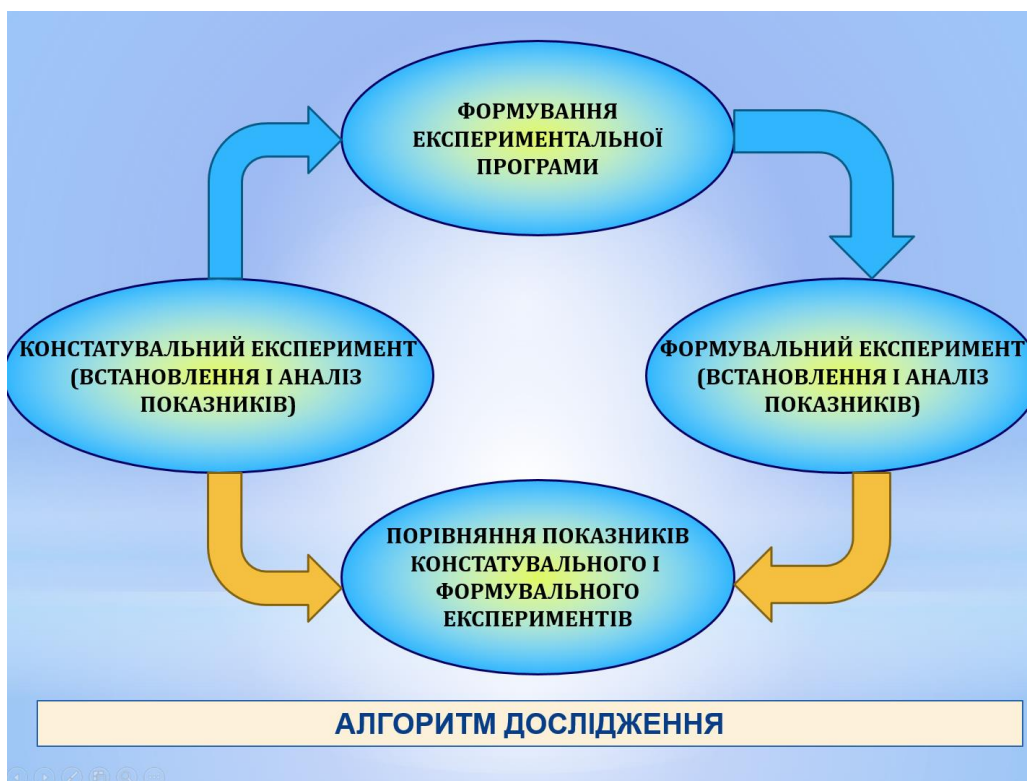 ФОРМУВАННЯ
ЕКСПЕРИМЕНТАЛЬНОЇ
ПРОГРАМИ
КОНСТАТУВАЛЬНИЙ ЕКСПЕРИМЕНТ
(ВСТАНОВЛЕННЯ І АНАЛІЗ
ПОКАЗНИКІВ)
ФОРМУВАЛЬНИЙ ЕКСПЕРИМЕНТ
(ВСТАНОВЛЕННЯ І АНАЛІЗ
ПОКАЗНИКІВ)
ПОРІВНЯННЯ ПОКАЗНИКІВ
КОНСТАТУВАЛЬНОГО І
ФОРМУВАЛЬНОГО
ЕКСПЕРИМЕНТІВ
АЛГОРИТМ ДОСЛІДЖЕННЯ